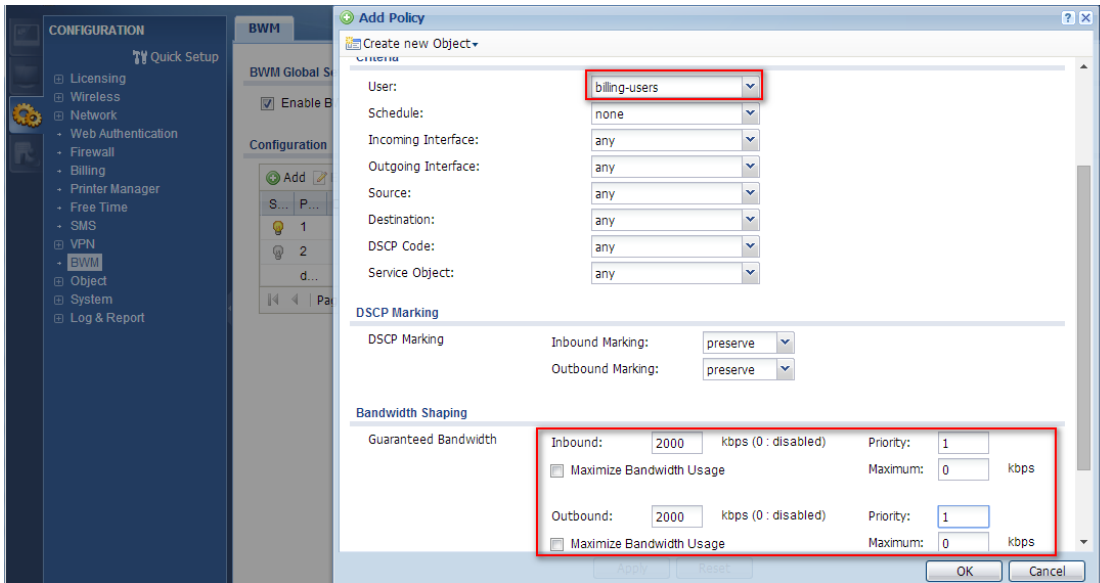 CONFIGURATION
Quick Setup
Licensing
Wireless
Network
Web Authentication
Firewall
Billing
Printer Manager
Free Time
SMS
VPN
BWM
Object
System
Log & Report
BWM
BWM Global Se
Enable B
Configuration
Add
S... P...
1
2
d...
Pag
Add Policy
Create new Object
Criteria
User: billing-users
Schedule: none
Incoming Interface: any
Outgoing Interface: any
Source: any
Destination: any
DSCP Code: any
Service Object: any
DSCP Marking
DSCP Marking Inbound Marking: preserve
Outbound Marking: preserve
Bandwidth Shaping
Guaranteed Bandwidth Inbound: 2000 kbps (0 : disabled) Priority: 1
Maximize Bandwidth Usage Maximum: 0 kbps
Outbound: 2000 kbps (0 : disabled) Priority: 1
Maximize Bandwidth Usage Maximum: 0 kbps
Apply Reset
OK Cancel